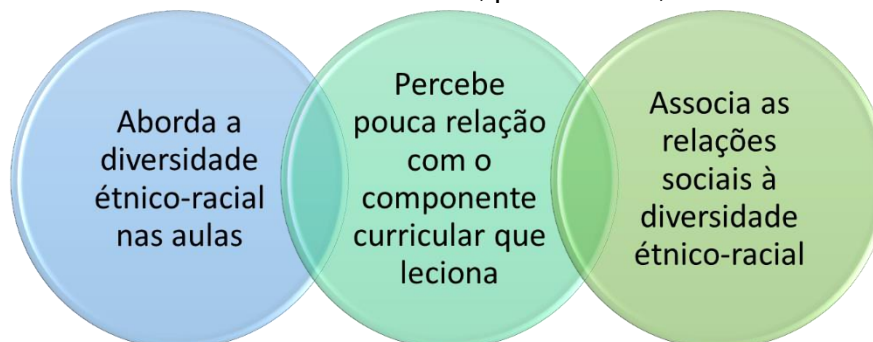 Aborda a
diversidade
étnico-racial
nas aulas
Percebe
pouca relação
com o
componente
curricular que
leciona
Associa as
relações
sociais à
diversidade
étnico-racial